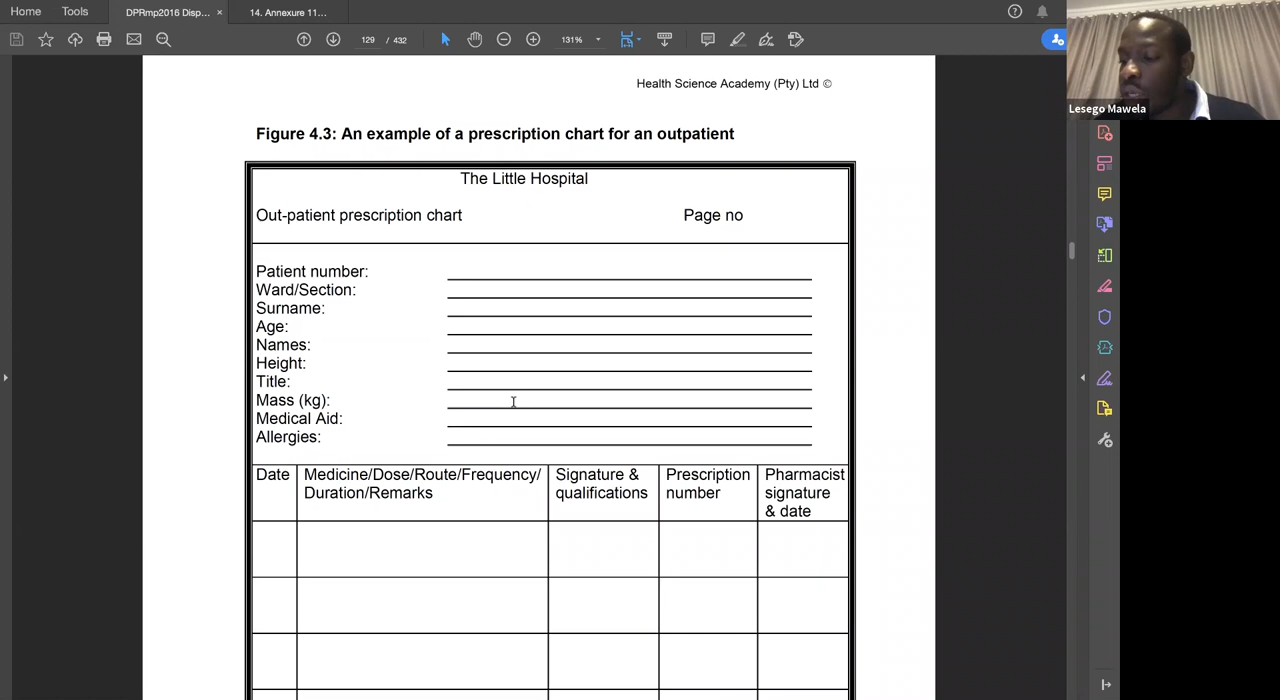 Home Tools DPRmp2016 Disp... × 14. Annexure 11...
129 / 432 131%
Lesego Mawela
Health Science Academy (Pty) Ltd ©
Figure 4.3: An example of a prescription chart for an outpatient
The Little Hospital
Out-patient prescription chart Page no
Patient number:
Ward/Section:
Surname:
Age:
Names:
Height:
Title:
Mass (kg):
Medical Aid:
Allergies:
Date Medicine/Dose/Route/Frequency/ Signature & Prescription Pharmacist
Duration/Remarks qualifications number signature
& date